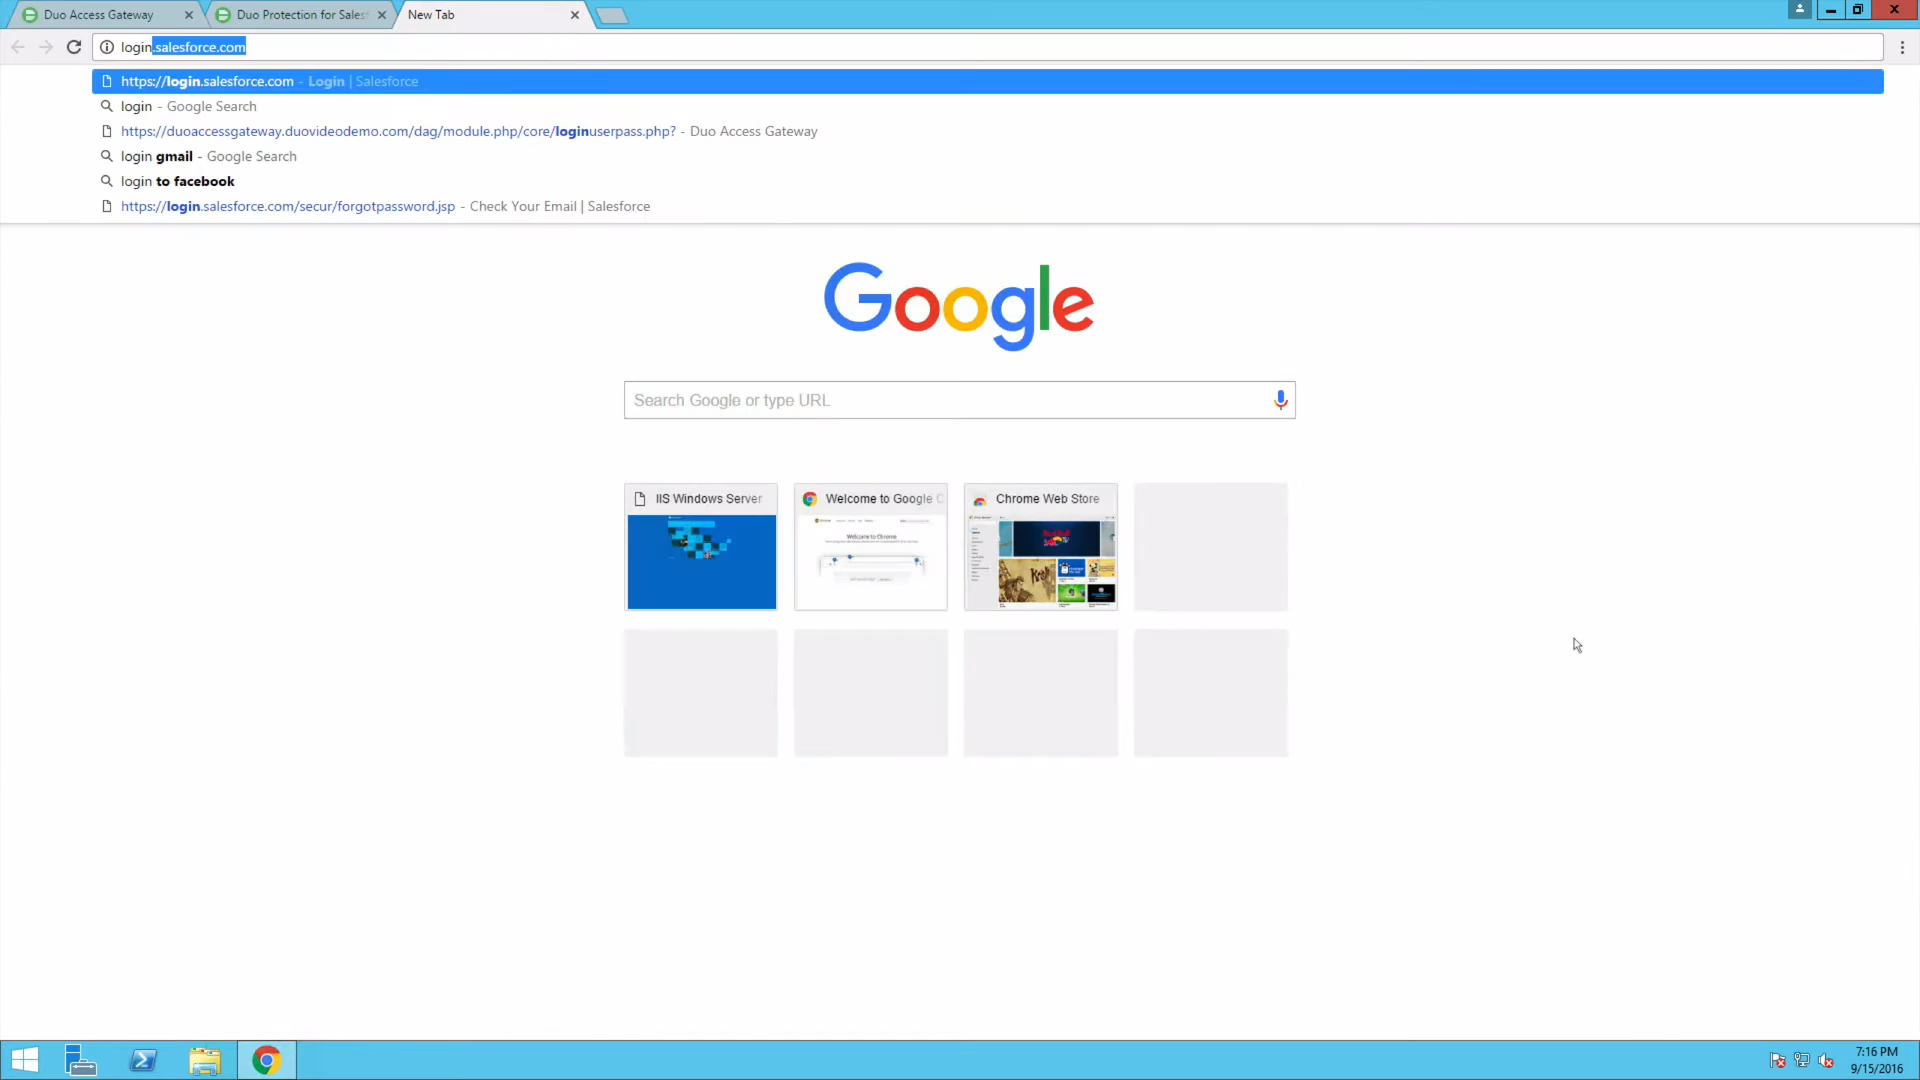 Duo Access Gateway
Duo Protection for Sales
New Tab
login.salesforce.com
https://login.salesforce.com - Login | Salesforce
login - Google Search
https://duoaccessgateway.duovideodemo.com/dag/module.php/core/loginuserpass.php? - Duo Access Gateway
login gmail - Google Search
login to facebook
https://login.salesforce.com/secur/forgotpassword.jsp - Check Your Email | Salesforce
Google
Search Google or type URL
IIS Windows Server
Welcome to Google C
Chrome Web Store
Welcome to Chrome
7:16 PM
9/15/2016